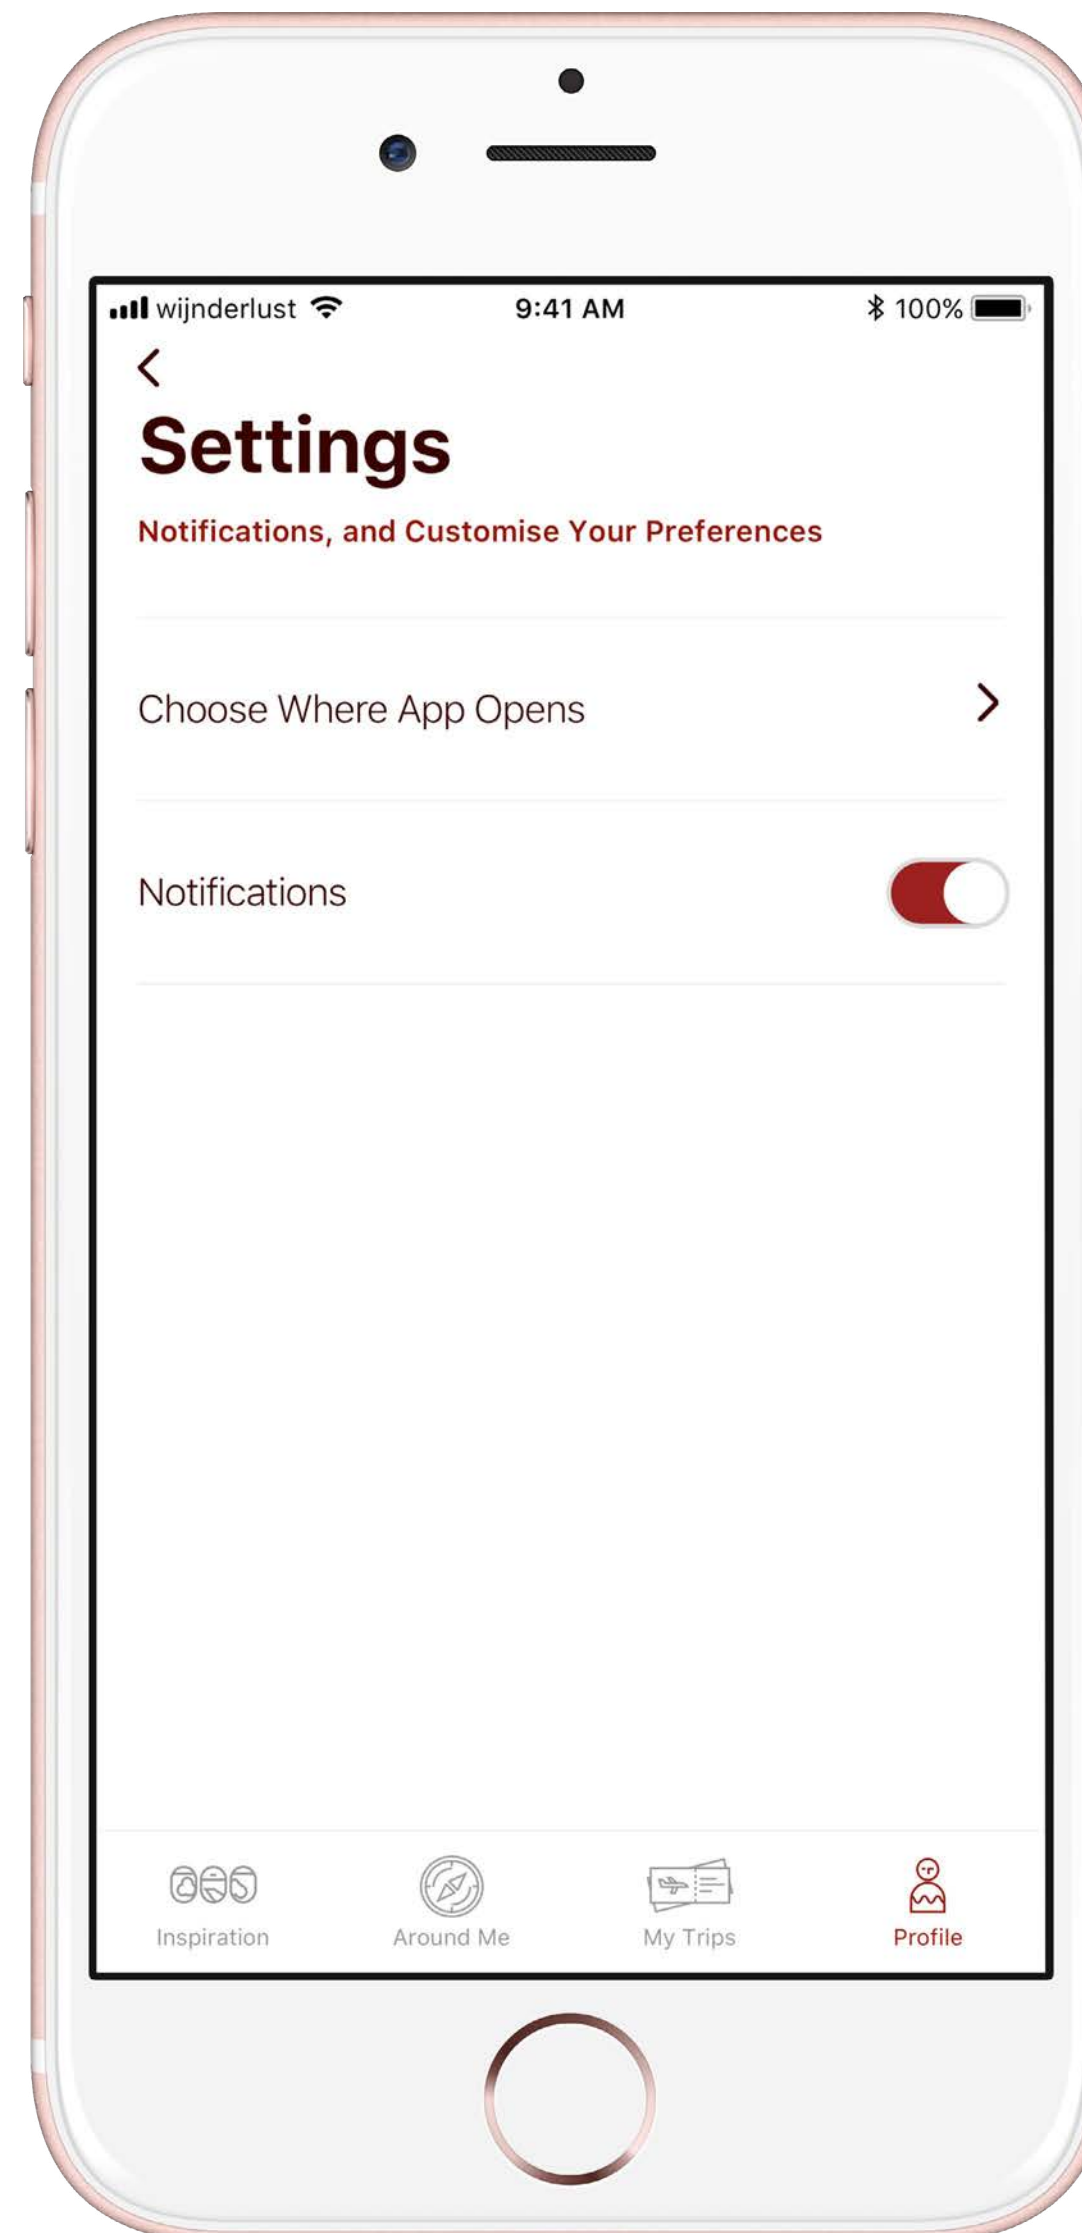 wijnderlust 9:41 AM 100%
Settings
Notifications, and Customise Your Preferences
Choose Where App Opens
Notifications
Inspiration Around Me My Trips Profile